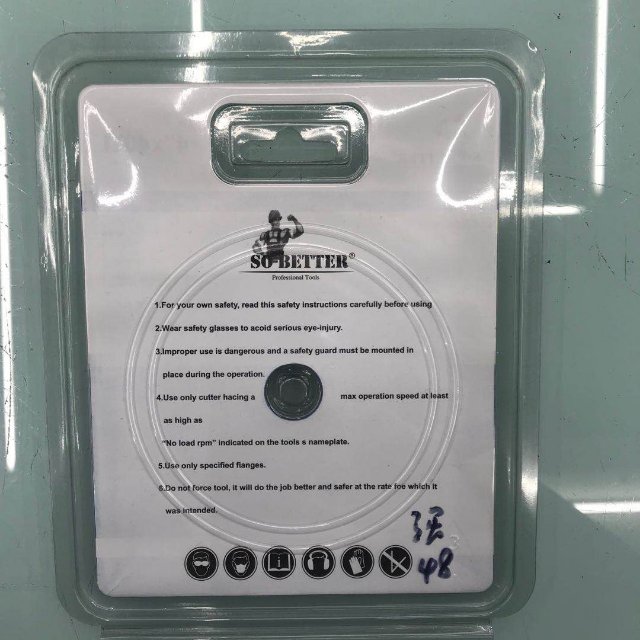 SO BETTER®
Professional Tools
1.For your own safety, read this safety instructions carefully before using
2.Wear safety glasses to acoid serious eye-injury.
3.Improper use is dangerous and a safety guard must be mounted in
place during the operation.
4.Use only cutter hacing a max operation speed at least
as high as
"No load rpm" indicated on the tools s nameplate.
5.Use only specified flanges.
6.Do not force tool, it will do the job better and safer at the rate foe which it
was intended.
48